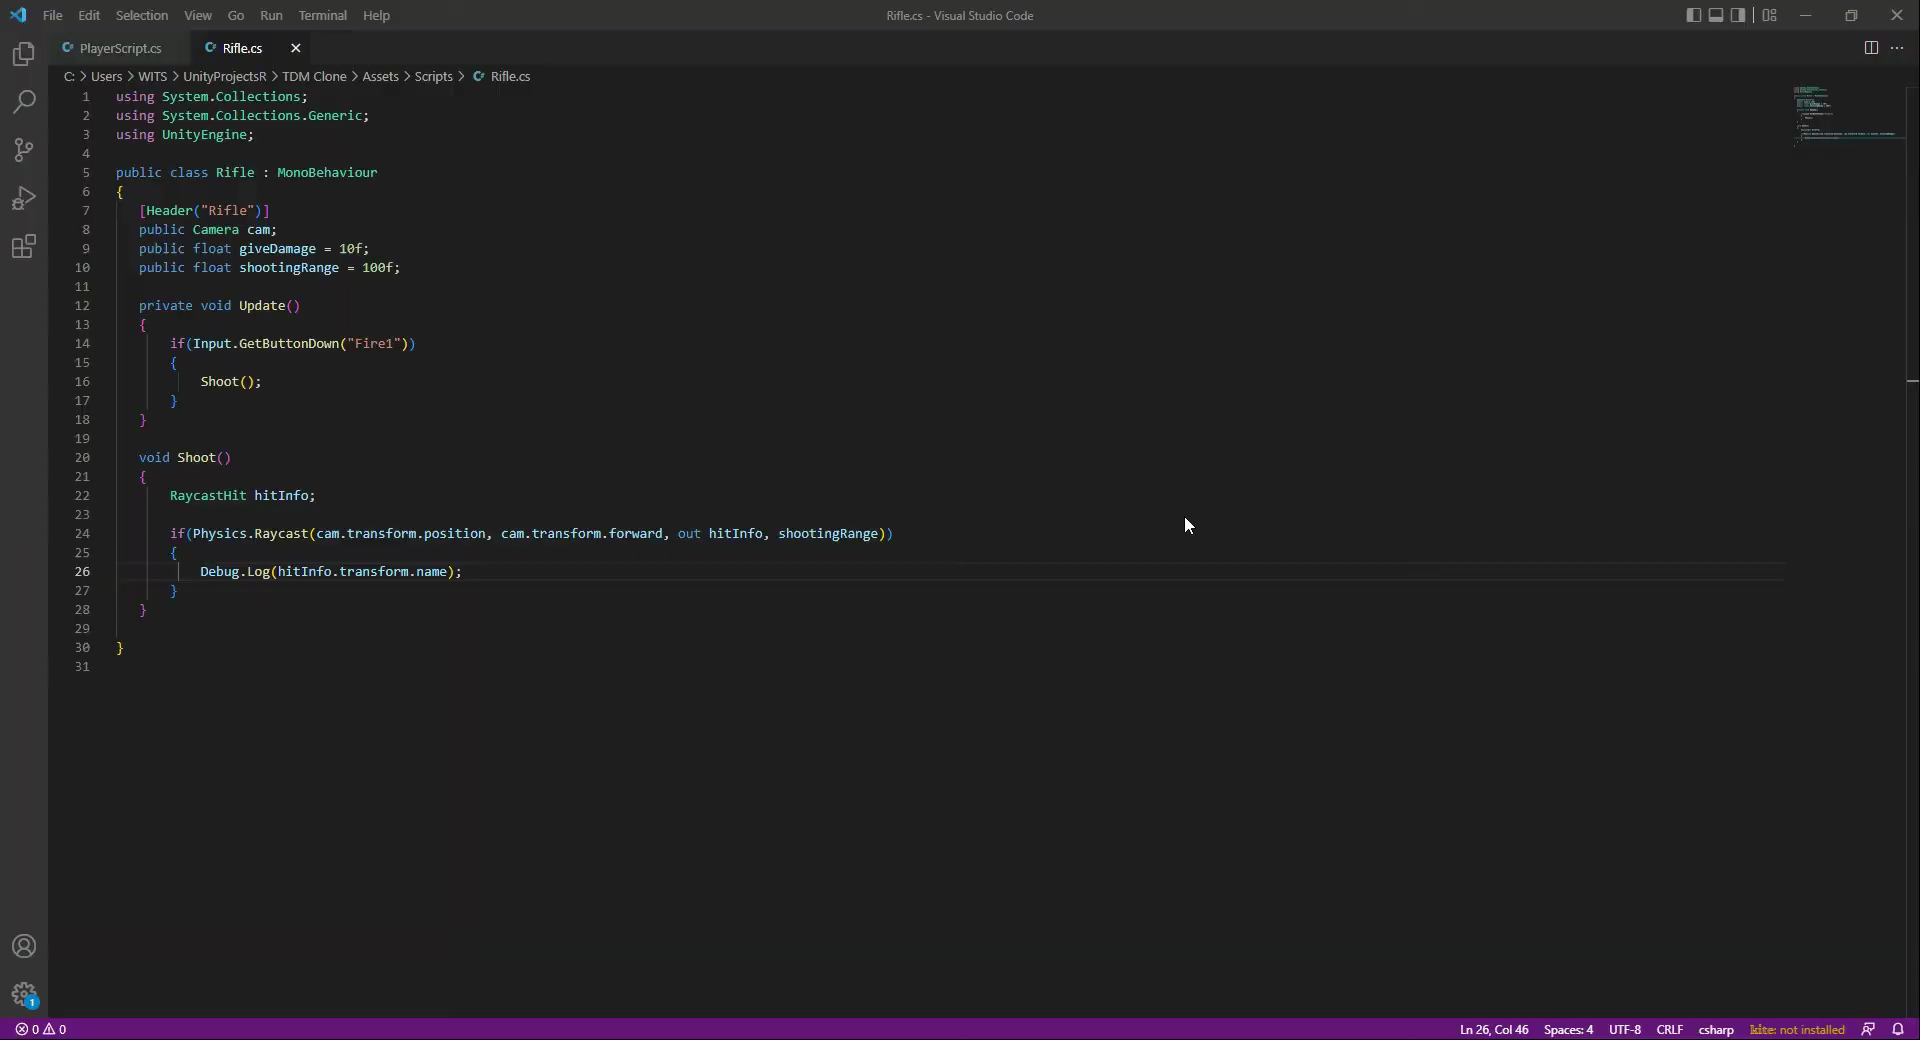 File Edit Selection View Go Run Terminal Help
Rifle.cs - Visual Studio Code
PlayerScript.cs
Rifle.cs
C: > Users > WITS > UnityProjectsR > TDM Clone > Assets > Scripts > Rifle.cs
1 using System.Collections;
2 using System.Collections.Generic;
3 using UnityEngine;
4
5 public class Rifle : MonoBehaviour
6 {
7 [Header("Rifle")]
8 public Camera cam;
9 public float giveDamage = 10f;
10 public float shootingRange = 100f;
11
12 private void Update()
13 {
14 if(Input.GetButtonDown("Fire1"))
15 {
16 Shoot();
17 }
18 }
19
20 void Shoot()
21 {
22 RaycastHit hitInfo;
23
24 if(Physics.Raycast(cam.transform.position, cam.transform.forward, out hitInfo, shootingRange))
25 {
26 Debug.Log(hitInfo.transform.name);
27 }
28 }
29
30 }
31
1
0 0
Ln 26, Col 46 Spaces: 4 UTF-8 CRLF csharp kite: not installed